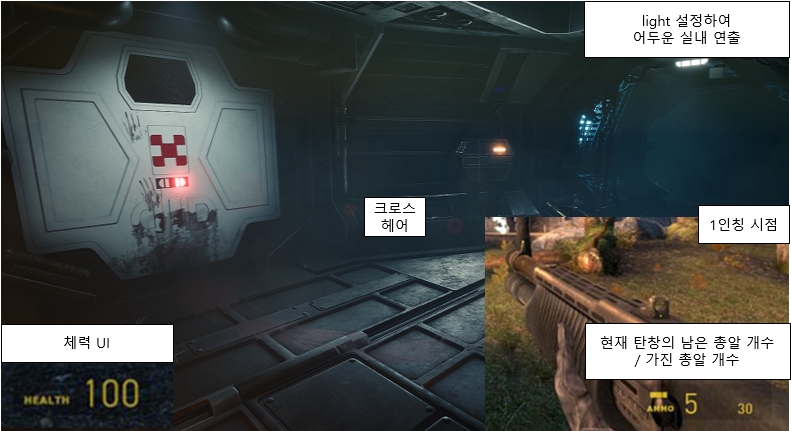 light 설정하여
어두운 실내 연출
크로스
헤어
1인칭 시점
체력 UI
현재 탄창의 남은 총알 개수
/ 가진 총알 개수
HEALTH 100
AMMO 5 30